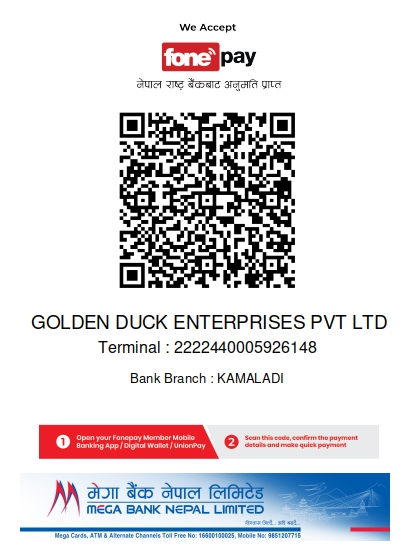 We Accept
fonepay
नेपाल राष्ट्र बैंकबाट अनुमति प्राप्त
GOLDEN DUCK ENTERPRISES PVT LTD
Terminal : 2222440005926148
Bank Branch : KAMALADI
1 Open your Fonepay Member Mobile
Banking App / Digital Wallet / UnionPay
2 Scan this code, confirm the payment
details and make quick payment
मेगा बैंक नेपाल लिमिटेड
MEGA BANK NEPAL LIMITED
Mega Cards, ATM & Alternate Channels Toll Free No: 16600100025, Mobile No: 9851207715